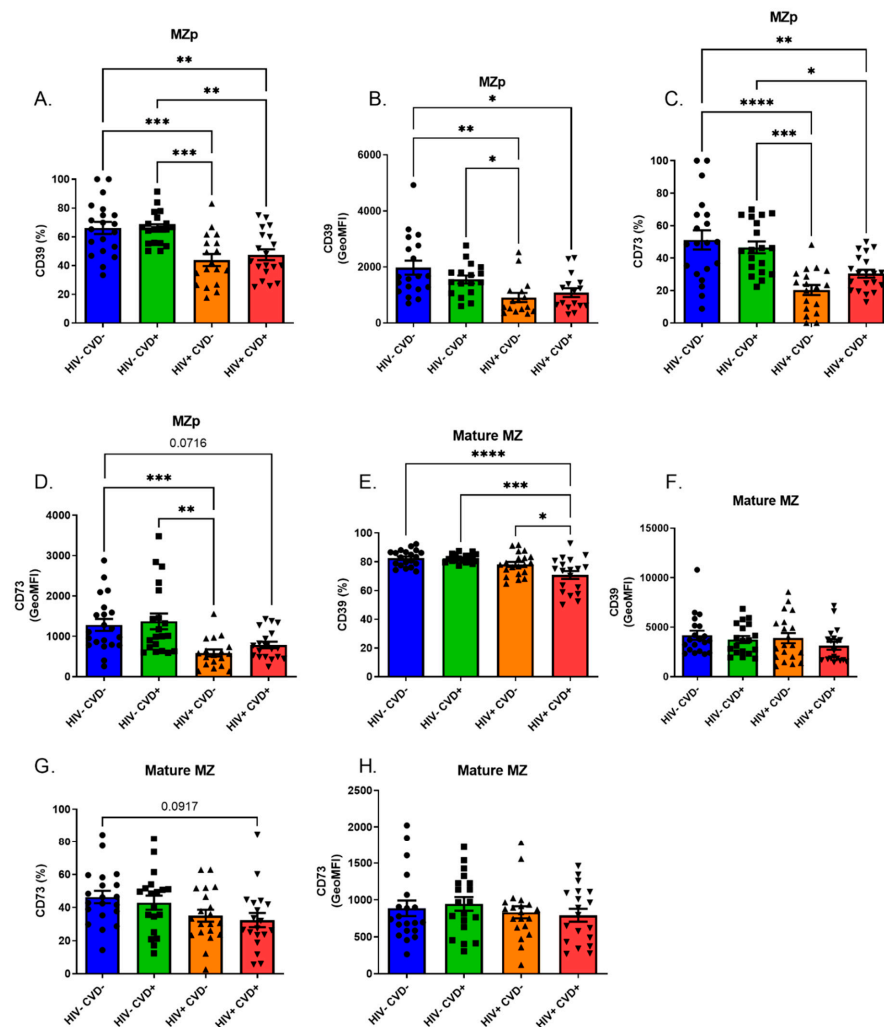 MZp
A.
**
**
***
***
CD39 (%)
100
80
60
40
20
0
HIV- CVD-
HIV- CVD+
HIV+ CVD-
HIV+ CVD+
MZp
B.
*
**
*
CD39
(GeoMFI)
6000
4000
2000
0
HIV- CVD-
HIV- CVD+
HIV+ CVD-
HIV+ CVD+
MZp
C.
**
*
****
***
CD73 (%)
100
80
60
40
20
0
HIV- CVD-
HIV- CVD+
HIV+ CVD-
HIV+ CVD+
MZp
0.0716
D.
***
**
CD73
(GeoMFI)
4000
3000
2000
1000
0
HIV- CVD-
HIV- CVD+
HIV+ CVD-
HIV+ CVD+
Mature MZ
E.
****
***
*
CD39 (%)
100
80
60
40
20
0
HIV- CVD-
HIV- CVD+
HIV+ CVD-
HIV+ CVD+
F.
Mature MZ
CD39
(GeoMFI)
15000
10000
5000
0
HIV- CVD-
HIV- CVD+
HIV+ CVD-
HIV+ CVD+
G.
Mature MZ
0.0917
CD73
(%)
100
80
60
40
20
0
HIV- CVD-
HIV- CVD+
HIV+ CVD-
HIV+ CVD+
H.
Mature MZ
CD73
(GeoMFI)
2500
2000
1500
1000
500
0
HIV- CVD-
HIV- CVD+
HIV+ CVD-
HIV+ CVD+